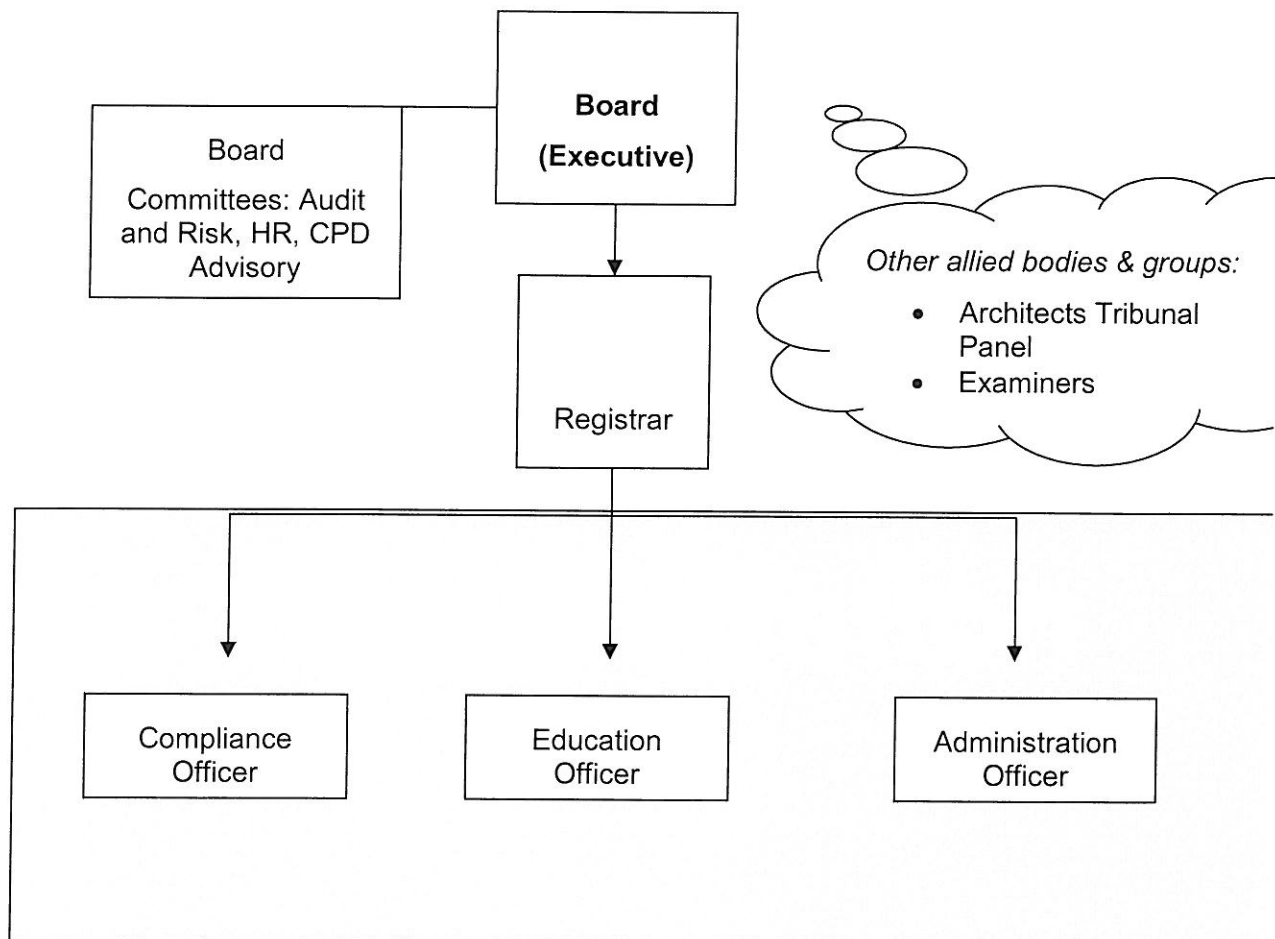 Board
(Executive)
Board
Committees: Audit
and Risk, HR, CPD
Advisory
Other allied bodies & groups:
• Architects Tribunal
Panel
• Examiners
Registrar
Compliance
Officer
Education
Officer
Administration
Officer